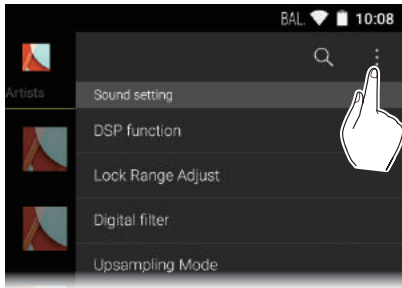 BAL. 10:08
Artists
Sound setting
DSP function
Lock Range Adjust
Digital filter
Upsampling Mode